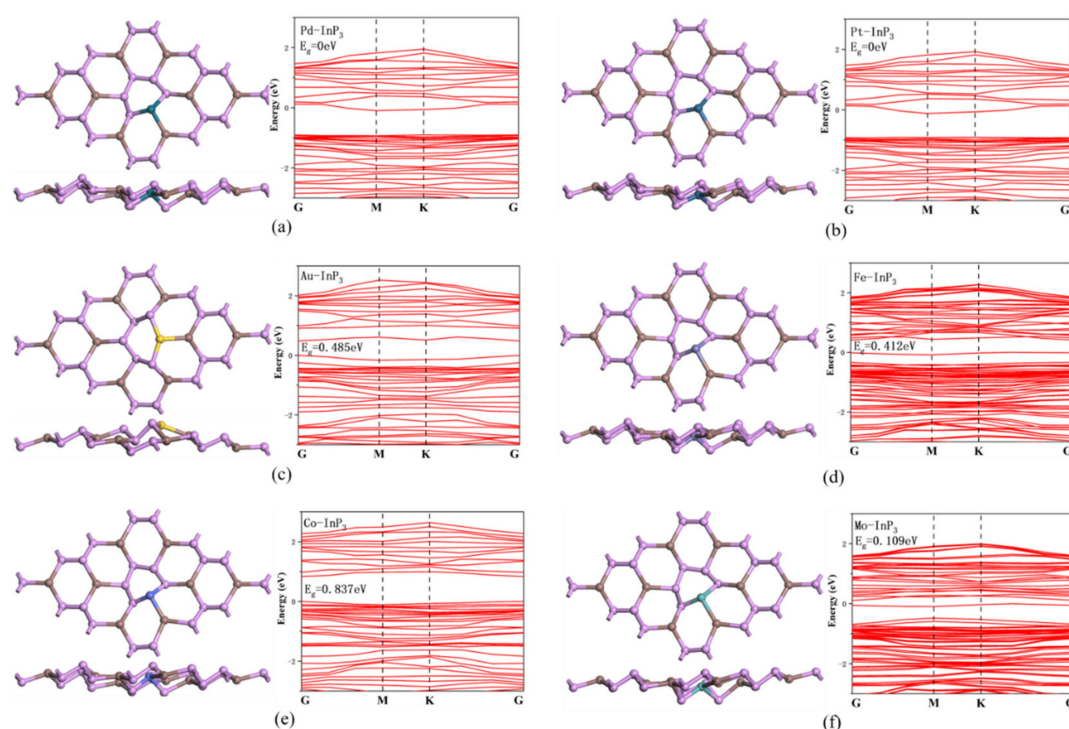 Pd-InP3
Eg=0eV
Energy (eV)
2
0
-2
G M K G
(a)
Pt-InP3
Eg=0eV
Energy (eV)
2
0
-2
G M K G
(b)
Au-InP3
Eg=0.485eV
Energy (eV)
2
0
-2
G M K G
(c)
Fe-InP3
Eg=0.412eV
Energy (eV)
2
0
-2
G M K G
(d)
Co-InP3
Eg=0.837eV
Energy (eV)
2
0
-2
G M K G
(e)
Mo-InP3
Eg=0.109eV
Energy (eV)
2
0
-2
G M K G
(f)